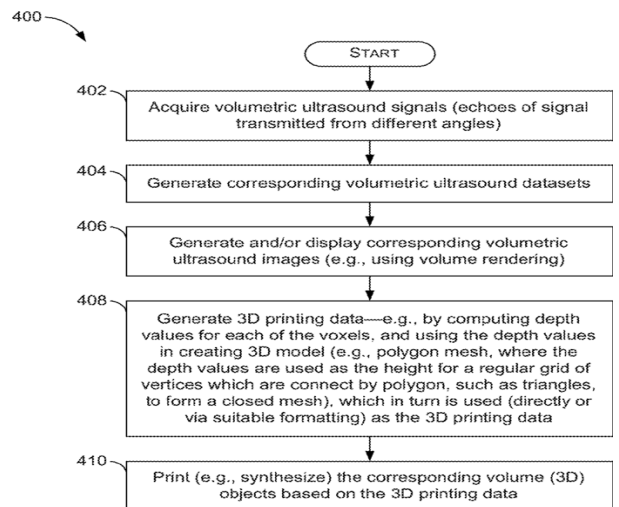 400
START
402
Acquire volumetric ultrasound signals (echoes of signal
transmitted from different angles)
404
Generate corresponding volumetric ultrasound datasets
406
Generate and/or display corresponding volumetric
ultrasound images (e.g., using volume rendering)
408
Generate 3D printing data—e.g., by computing depth
values for each of the voxels, and using the depth values
in creating 3D model (e.g., polygon mesh, where the
depth values are used as the height for a regular grid of
vertices which are connect by polygon, such as triangles,
to form a closed mesh), which in turn is used (directly or
via suitable formatting) as the 3D printing data
410
Print (e.g., synthesize) the corresponding volume (3D)
objects based on the 3D printing data